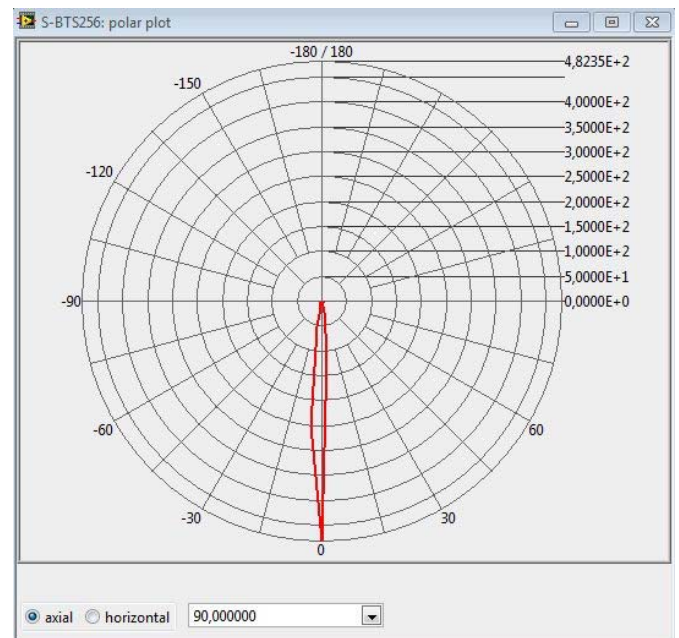 S-BTS256: polar plot
-180 / 180
4,8235E+2
-150
4,0000E+2
3,5000E+2
3,0000E+2
-120
2,5000E+2
2,0000E+2
1,5000E+2
1,0000E+2
5,0000E+1
-90
0,0000E+0
-60
60
-30
30
0
axial horizontal 90,000000